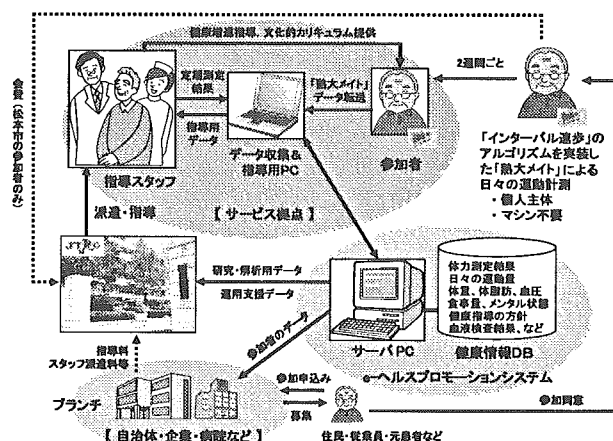 健康増進指導、文化的カリキュラム提供
定期測定
結果
「熟大メイト」
データ転送
指導用
データ
データ収集&
指導用PC
参加者
指導スタッフ
【 サービス拠点 】
2週間ごと
「インターバル速歩」の
アルゴリズムを実装し
た「熟大メイト」による
日々の運動計測
・個人主体
・マシン不要
会費（松本市の参加者のみ）
派遣・指導
研究・解析用データ
運用支援データ
サーバPC
体力測定結果
日々の運動量
体重、体脂肪、血圧
食事量、メンタル状態
健康指導の方針
血液検査結果、など
健康情報DB
e-ヘルスプロモーションシステム
指導料
スタッフ派遣料等
参加者のデータ
ブランチ
【 自治体・企業・病院など 】
参加申込み
募集
住民・従業員・元患者など
参加同意